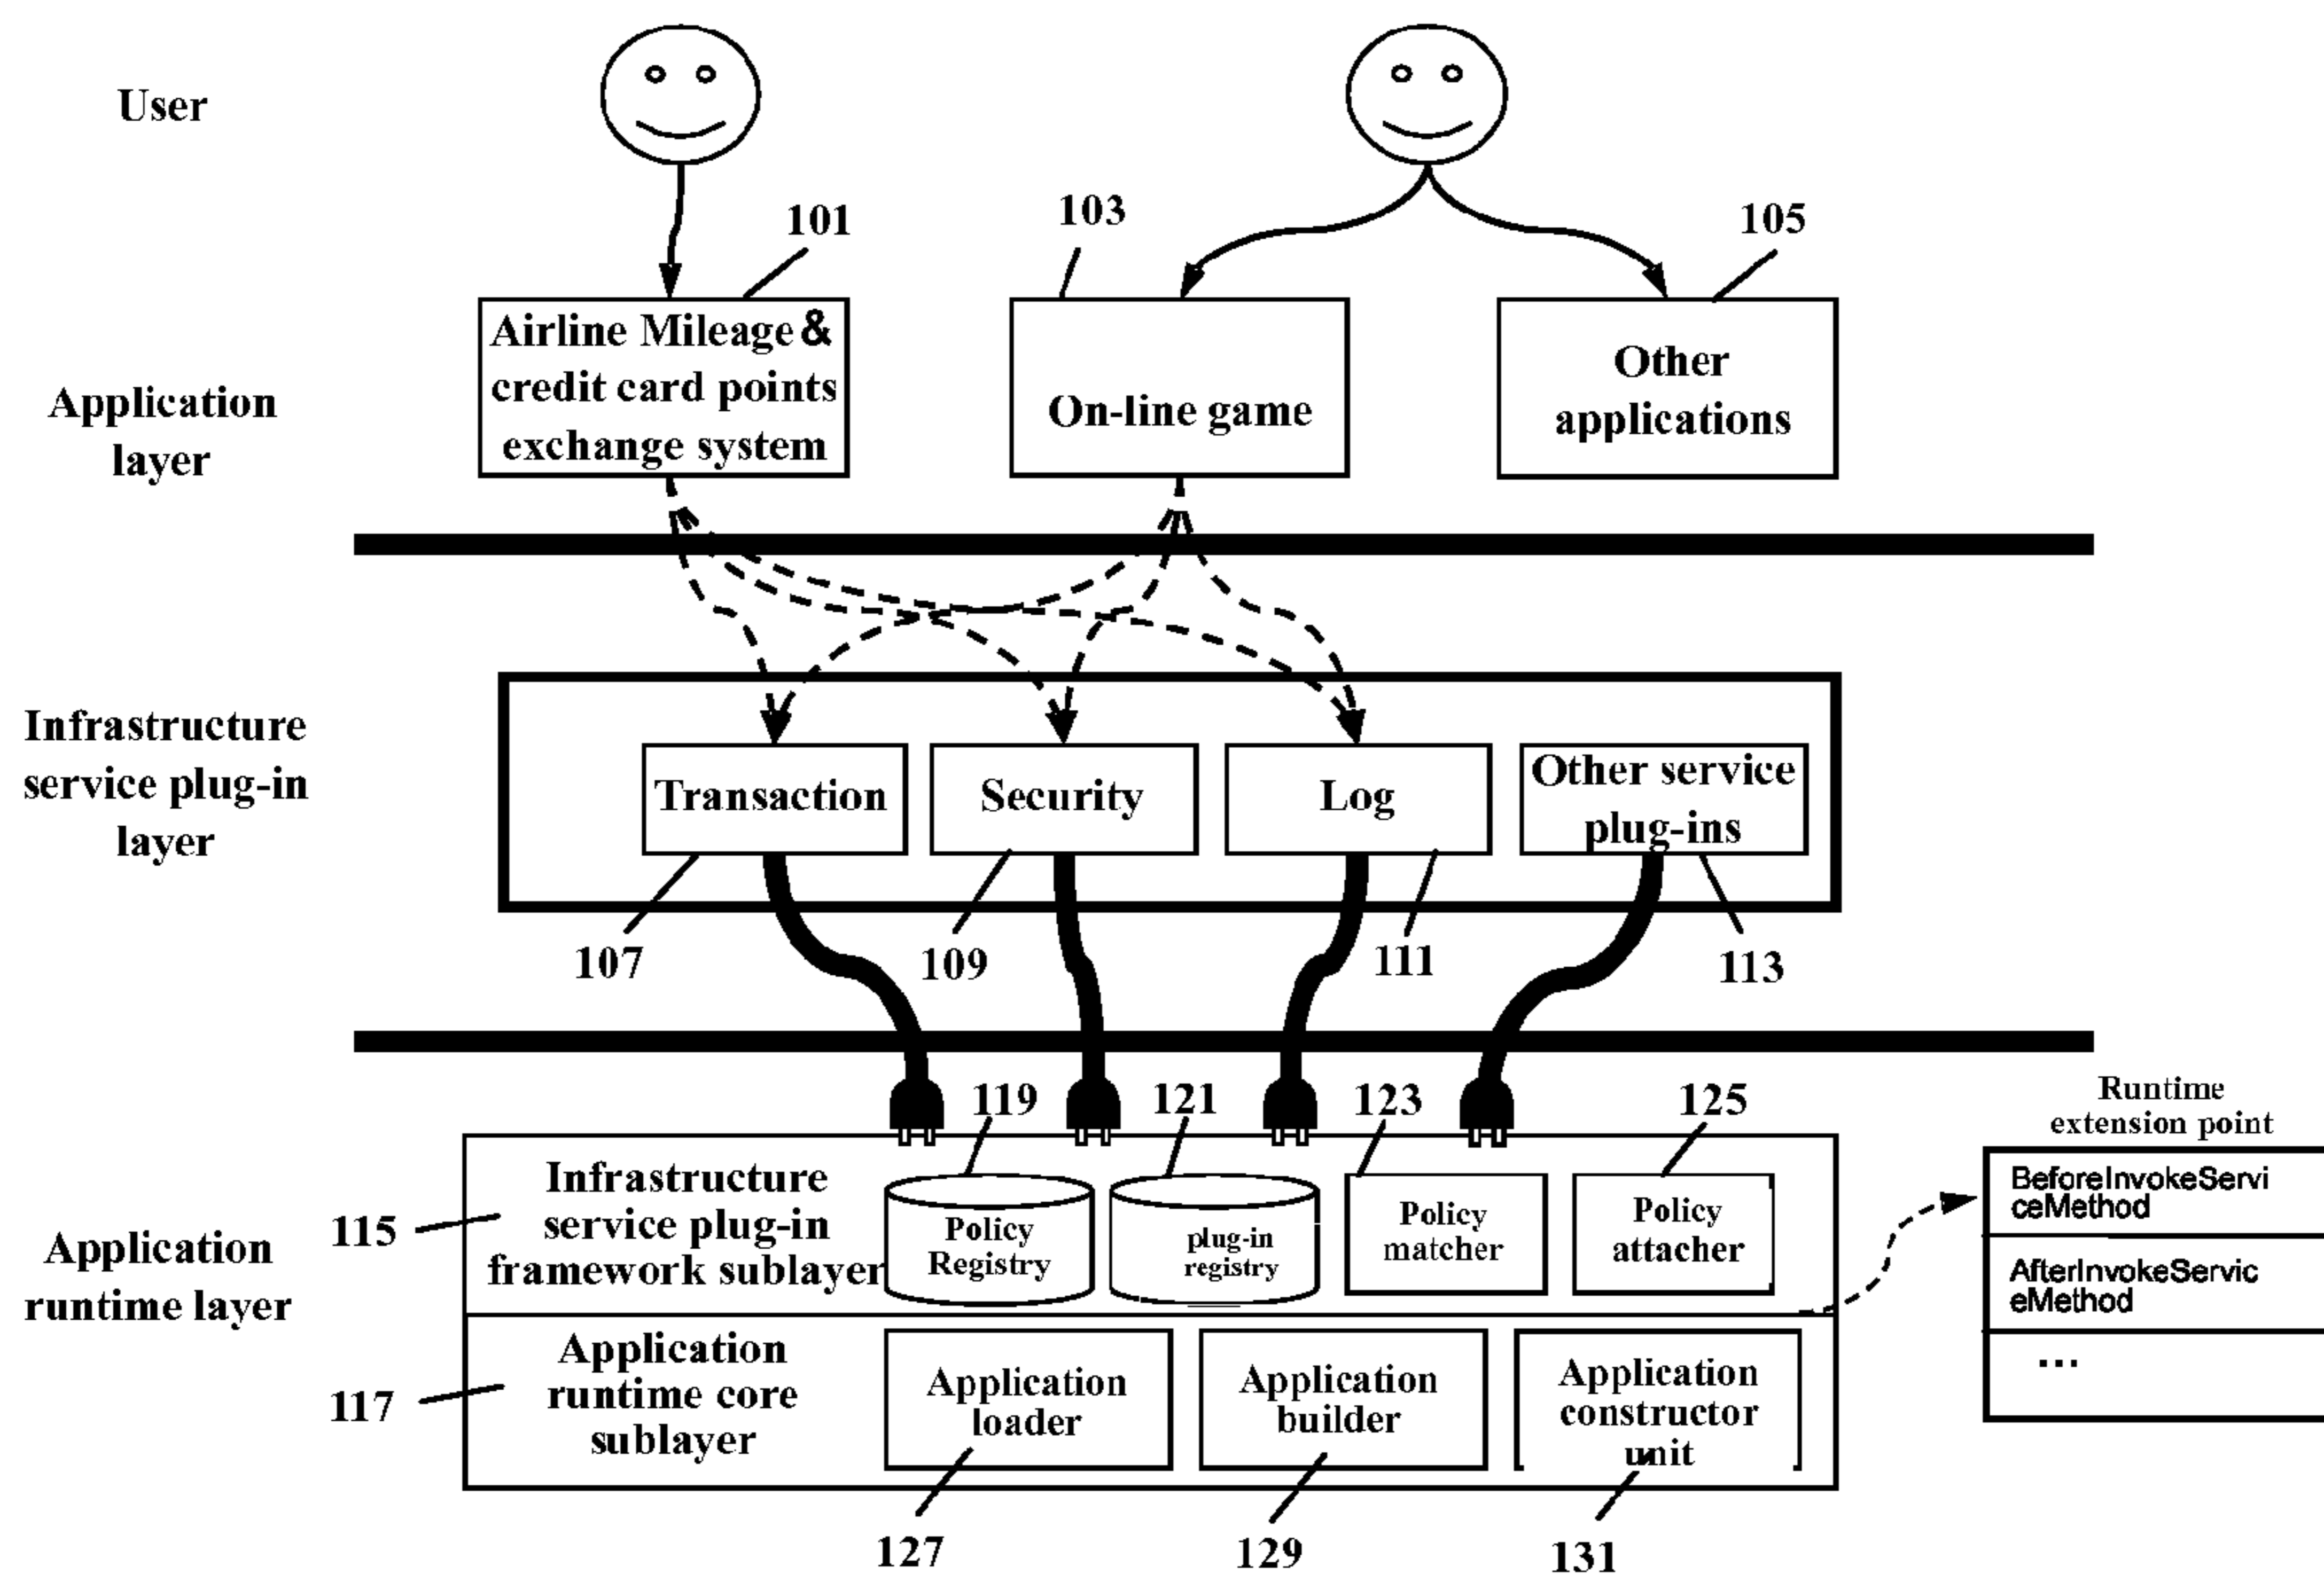 User
101
103
105
Application
layer
Airline Mileage &
credit card points
exchange system
On-line game
Other
applications
Infrastructure
service plug-in
layer
Transaction
Security
Log
Other service
plug-ins
107
109
111
113
Application
runtime layer
119
121
123
125
115
Infrastructure
service plug-in
framework sublayer
Policy
Registry
plug-in
registry
Policy
matcher
Policy
attacher
Runtime
extension point
BeforeInvokeServi
ceMethod
AfterInvokeServic
eMethod
...
117
Application
runtime core
sublayer
Application
loader
Application
builder
Application
constructor
unit
127
129
131